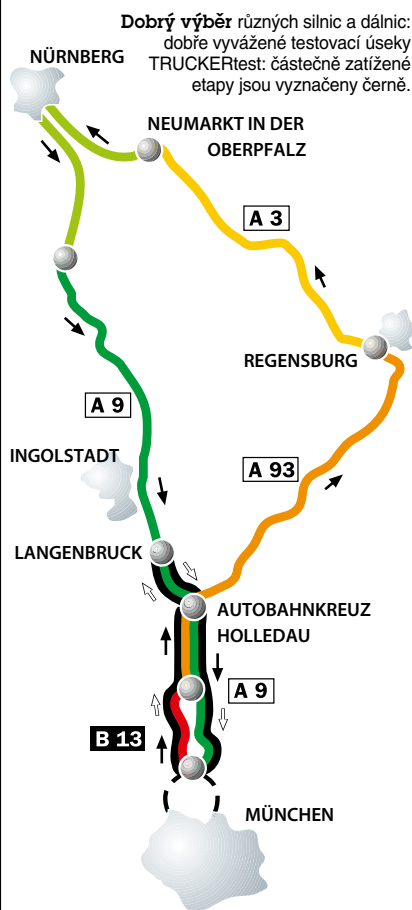 Dobrý výběr různých silnic a dálnic:
dobře vyvážené testovací úseky
TRUCKERtest: částečně zatížené
etapy jsou vyznačeny černě.
NÜRNBERG
NEUMARKT IN DER
OBERPFALZ
A 3
REGENSBURG
A 9
INGOLSTADT
A 93
LANGENBRUCK
AUTOBAHNKREUZ
HOLLEDAU
A 9
B 13
MÜNCHEN